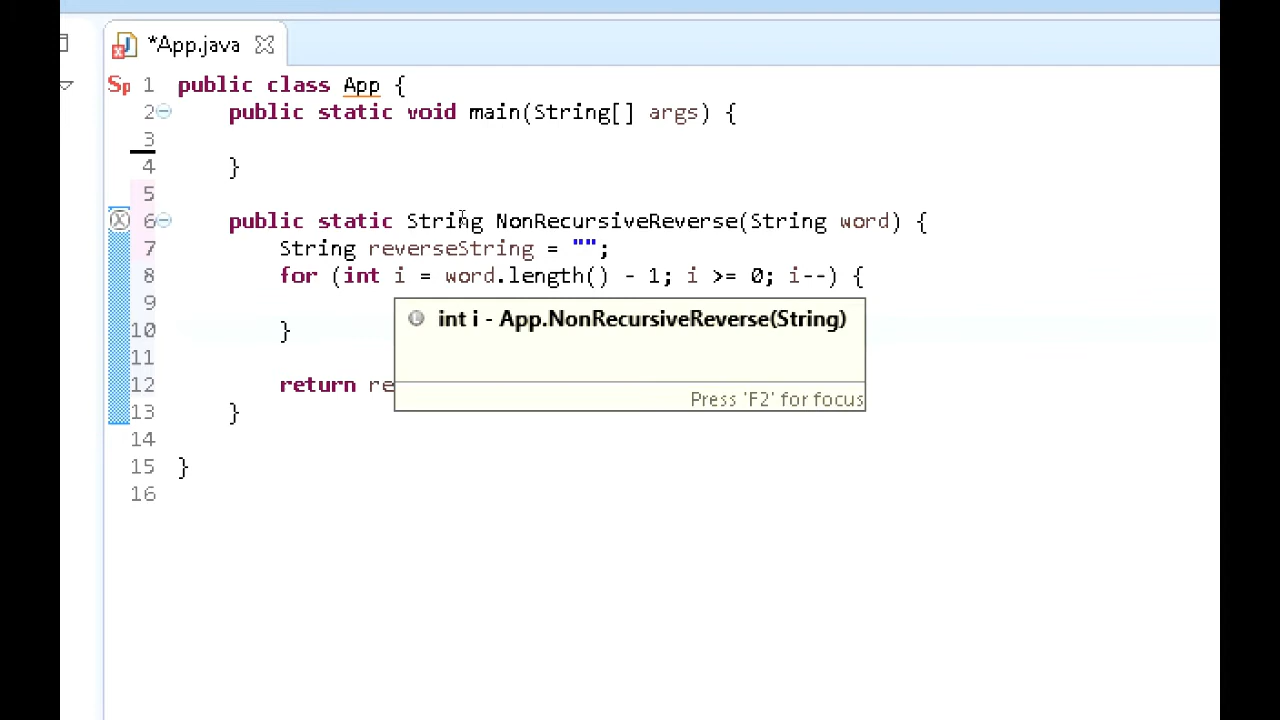 *App.java
Sp 1 public class App {
2 public static void main(String[] args) {
3
4 }
5
6 public static String NonRecursiveReverse(String word) {
7 String reverseString = "";
8 for (int i = word.length() - 1; i >= 0; i--) {
9
int i - App.NonRecursiveReverse(String)
10 }
11
12 return re
Press 'F2' for focus
13 }
14
15 }
16